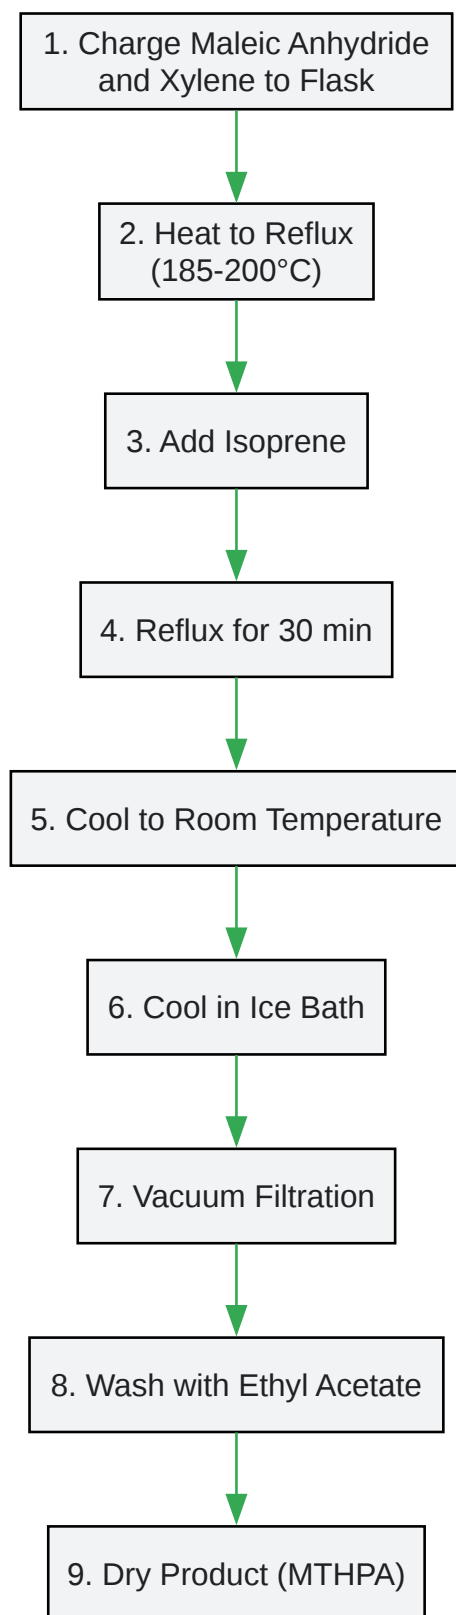 1. Charge Maleic Anhydride
and Xylene to Flask
2. Heat to Reflux
(185-200°C)
3. Add Isoprene
4. Reflux for 30 min
5. Cool to Room Temperature
6. Cool in Ice Bath
7. Vacuum Filtration
8. Wash with Ethyl Acetate
9. Dry Product (MTHPA)